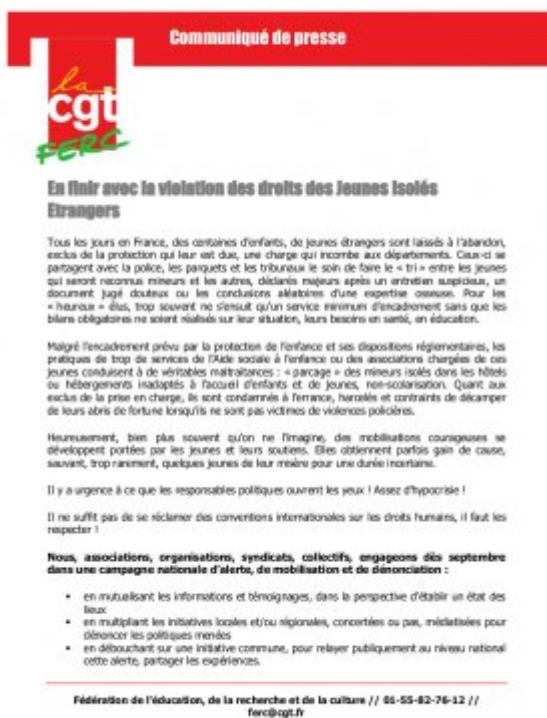 Communiqué de presse
la
cgt
FERC
En finir avec la violation des droits des Jeunes Isolés
Etrangers
Tous les jours en France, des centaines d'enfants, de jeunes étrangers sont laissés à l'abandon,
exclus de la protection qui leur est due, une charge qui incombe aux départements. Ceux-ci se
partagent avec la police, les parquets et les tribunaux le soin de faire le « tri » entre les jeunes
qui seront reconnus mineurs et les autres, déclarés majeurs après un entretien suspicieux, un
document jugé douteux ou les conclusions aléatoires d'une expertise osseuse. Pour les
« heureux » élus, trop souvent ne s'ensuit qu'un service minimum d'encadrement sans que les
bilans obligatoires ne soient réalisés sur leur situation, leurs besoins en santé, en éducation.
Malgré l'encadrement prévu par la protection de l'enfance et ses dispositions réglementaires, les
pratiques de trop de services de l'Aide sociale à l'enfance ou des associations chargées de ces
jeunes conduisent à de véritables maltraitances : « parcage » des mineurs isolés dans les hôtels
ou hébergements inadaptés à l'accueil d'enfants et de jeunes, non-scolarisation. Quant aux
exclus de la prise en charge, ils sont condamnés à l'errance, harcelés et contraints de décamper
de leurs abris de fortune lorsqu'ils ne sont pas victimes de violences policières.
Heureusement, bien plus souvent qu'on ne l'imagine, des mobilisations courageuses se
développent portées par les jeunes et leurs soutiens. Elles obtiennent parfois gain de cause,
sauvant, trop rarement, quelques jeunes de leur misère pour une durée incertaine.
Il y a urgence à ce que les responsables politiques ouvrent les yeux ! Assez d'hypocrisie !
Il ne suffit pas de se réclamer des conventions internationales sur les droits humains, il faut les
respecter !
Nous, associations, organisations, syndicats, collectifs, engageons dès septembre
dans une campagne nationale d'alerte, de mobilisation et de dénonciation :
• en mutualisant les informations et témoignages, dans la perspective d'établir un état des
lieux
• en multipliant les initiatives locales et/ou régionales, concertées ou pas, médiatisées pour
dénoncer les politiques menées
• en débouchant sur une initiative commune, pour relayer publiquement au niveau national
cette alerte, partager les expériences.
Fédération de l'éducation, de la recherche et de la culture // 01-55-82-76-12 //
ferc@cgt.fr